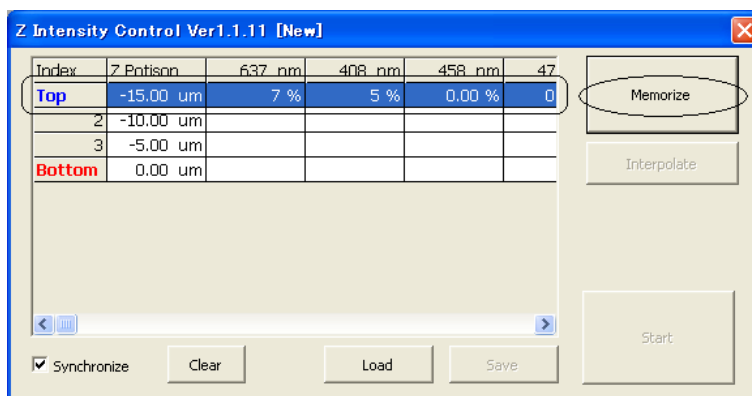 Z Intensity Control Ver1.1.11 [New]
Index Z Potison 637 nm 408 nm 458 nm 47
Top -15.00 um 7 % 5 % 0.00 % 0
2 -10.00 um
3 -5.00 um
Bottom 0.00 um
Memorize
Interpolate
Start
Synchronize Clear Load Save